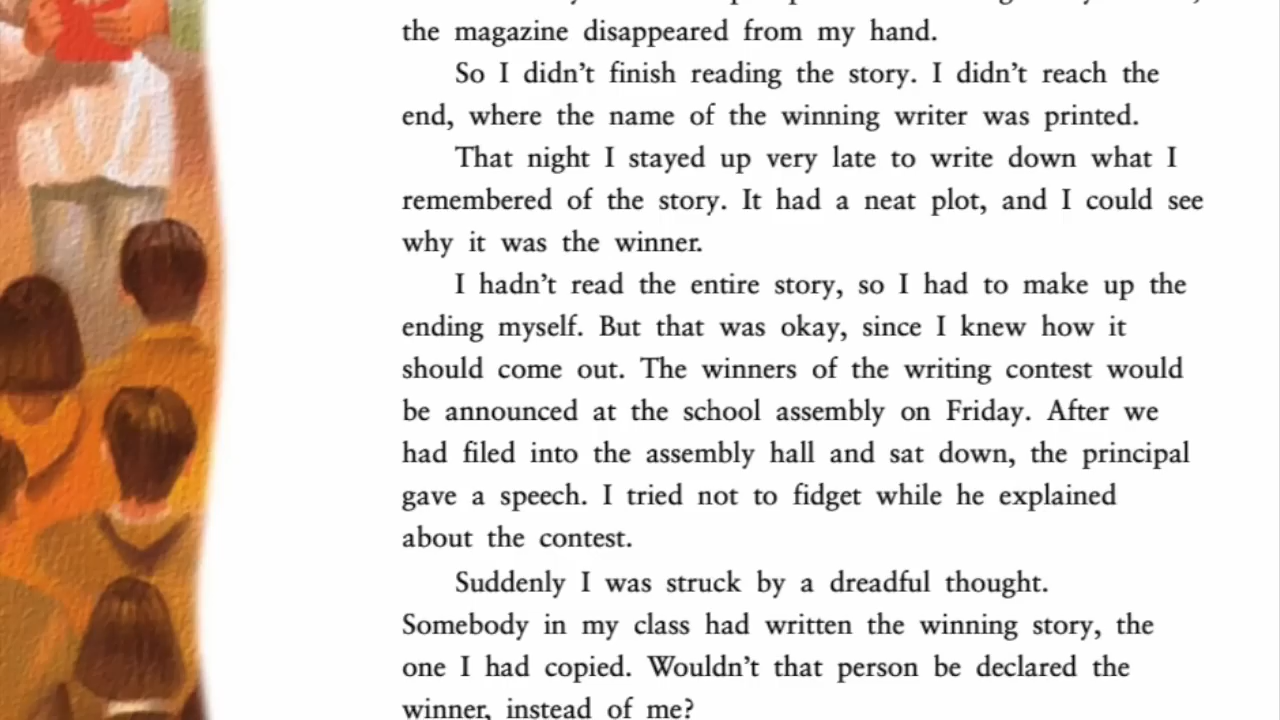 the magazine disappeared from my hand.
So I didn't finish reading the story. I didn't reach the
end, where the name of the winning writer was printed.
That night I stayed up very late to write down what I
remembered of the story. It had a neat plot, and I could see
why it was the winner.
I hadn't read the entire story, so I had to make up the
ending myself. But that was okay, since I knew how it
should come out. The winners of the writing contest would
be announced at the school assembly on Friday. After we
had filed into the assembly hall and sat down, the principal
gave a speech. I tried not to fidget while he explained
about the contest.
Suddenly I was struck by a dreadful thought.
Somebody in my class had written the winning story, the
one I had copied. Wouldn't that person be declared the
winner, instead of me?